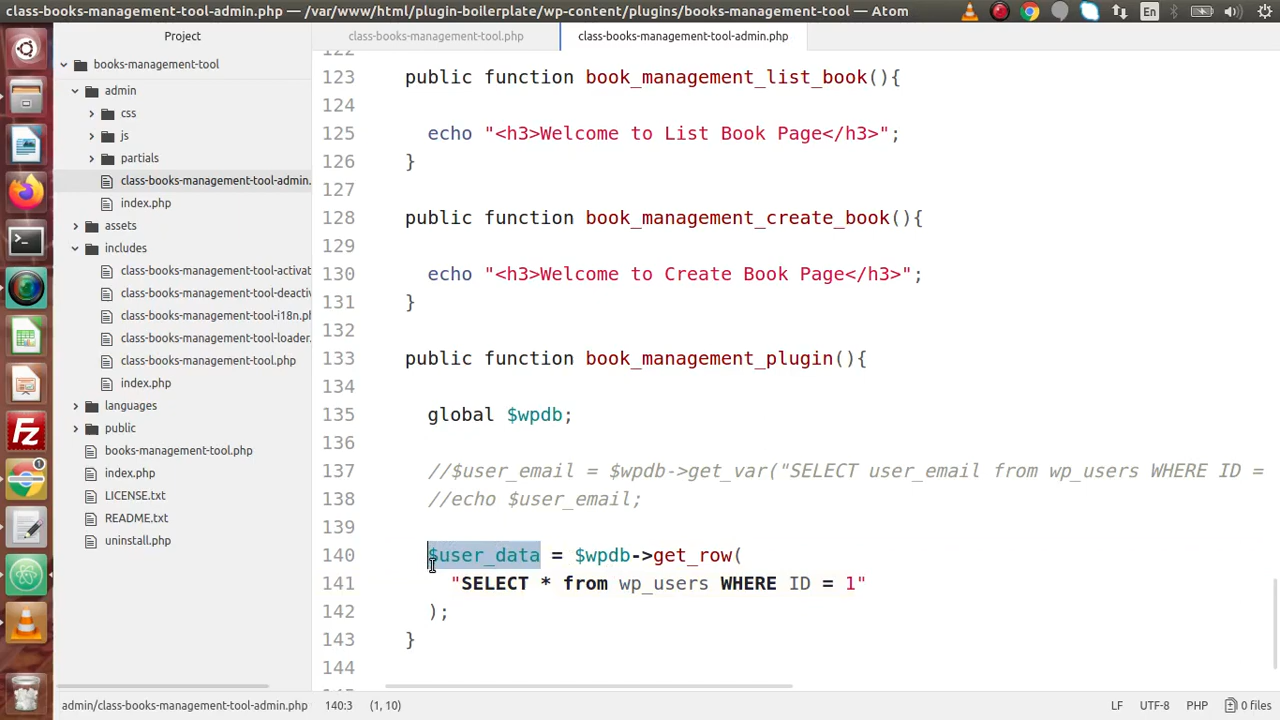 class-books-management-tool-admin.php — /var/www/html/plugin-boilerplate/wp-content/plugins/books-management-tool — Atom
En
Project
class-books-management-tool.php
class-books-management-tool-admin.php
books-management-tool
admin
css
js
partials
class-books-management-tool-admin.
index.php
assets
includes
class-books-management-tool-activat
class-books-management-tool-deactiv
class-books-management-tool-i18n.ph
class-books-management-tool-loader.
class-books-management-tool.php
index.php
languages
public
books-management-tool.php
index.php
LICENSE.txt
README.txt
uninstall.php
122
123 public function book_management_list_book(){
124
125 echo "<h3>Welcome to List Book Page</h3>";
126 }
127
128 public function book_management_create_book(){
129
130 echo "<h3>Welcome to Create Book Page</h3>";
131 }
132
133 public function book_management_plugin(){
134
135 global $wpdb;
136
137 //$user_email = $wpdb->get_var("SELECT user_email from wp_users WHERE ID =
138 //echo $user_email;
139
140 $user_data = $wpdb->get_row(
141 "SELECT * from wp_users WHERE ID = 1"
142 );
143 }
144
admin/class-books-management-tool-admin.php 140:3 (1, 10) LF UTF-8 PHP 0 files